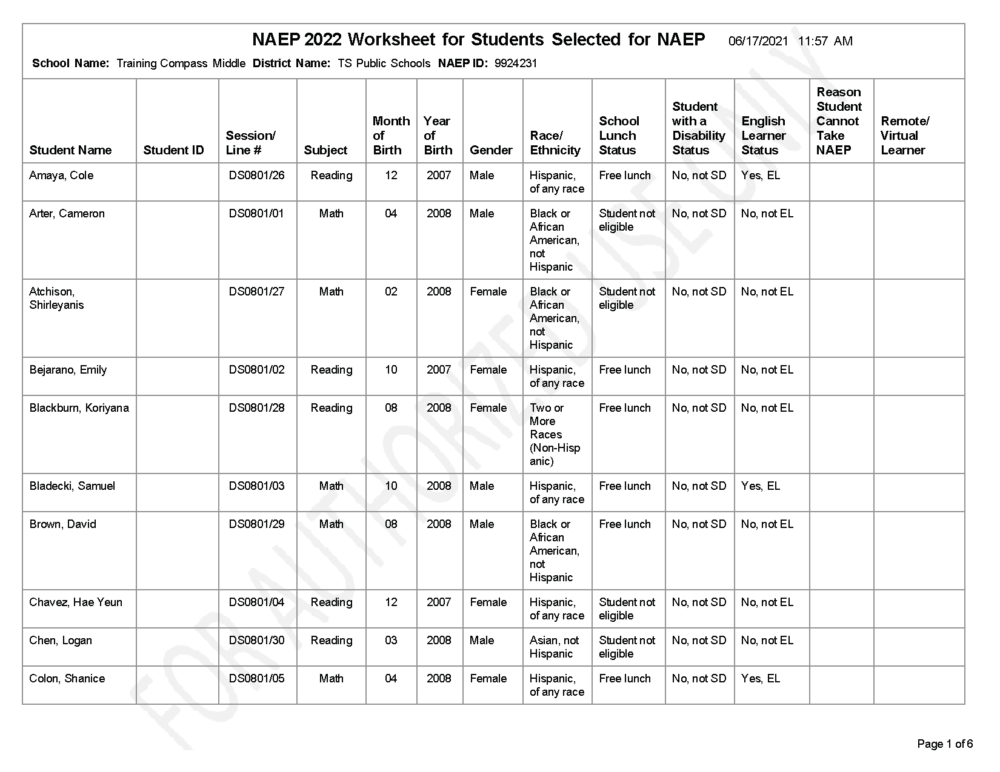 NAEP 2022 Worksheet for Students Selected for NAEP 06/17/2021 11:57 AM
School Name: Training Compass Middle District Name: TS Public Schools NAEP ID: 9924231
Student Name Student ID Session/ Line # Subject Month of Birth Year of Birth Gender Race/ Ethnicity School Lunch Status Student with a Disability Status English Learner Status Reason Student Cannot Take NAEP Remote/ Virtual Learner
Amaya, Cole DS0801/26 Reading 12 2007 Male Hispanic, Free lunch No, not SD Yes, EL
of any race
Arter, Cameron DS0801/01 Math 04 2008 Male Black or Student not No, not SD No, not EL
African eligible
American,
not
Hispanic
Atchison, DS0801/27 Math 02 2008 Female Black or Student not No, not SD No, not EL
Shirleyanis African eligible
American,
not
Hispanic
Bejarano, Emily DS0801/02 Reading 10 2007 Female Hispanic, Free lunch No, not SD No, not EL
of any race
Blackburn, Koriyana DS0801/28 Reading 08 2008 Female Two or Free lunch No, not SD No, not EL
More
Races
(Non-Hisp
anic)
Bladecki, Samuel DS0801/03 Math 10 2008 Male Hispanic, Free lunch No, not SD Yes, EL
of any race
Brown, David DS0801/29 Math 08 2008 Male Black or Free lunch No, not SD No, not EL
African
American,
not
Hispanic
Chavez, Hae Yeun DS0801/04 Reading 12 2007 Female Hispanic, Student not No, not SD No, not EL
of any race eligible
Chen, Logan DS0801/30 Reading 03 2008 Male Asian, not Student not No, not SD No, not EL
Hispanic eligible
Colon, Shanice DS0801/05 Math 04 2008 Female Hispanic, Free lunch No, not SD Yes, EL
of any race
FOR AUTHORIZED USE ONLY
Page 1 of 6